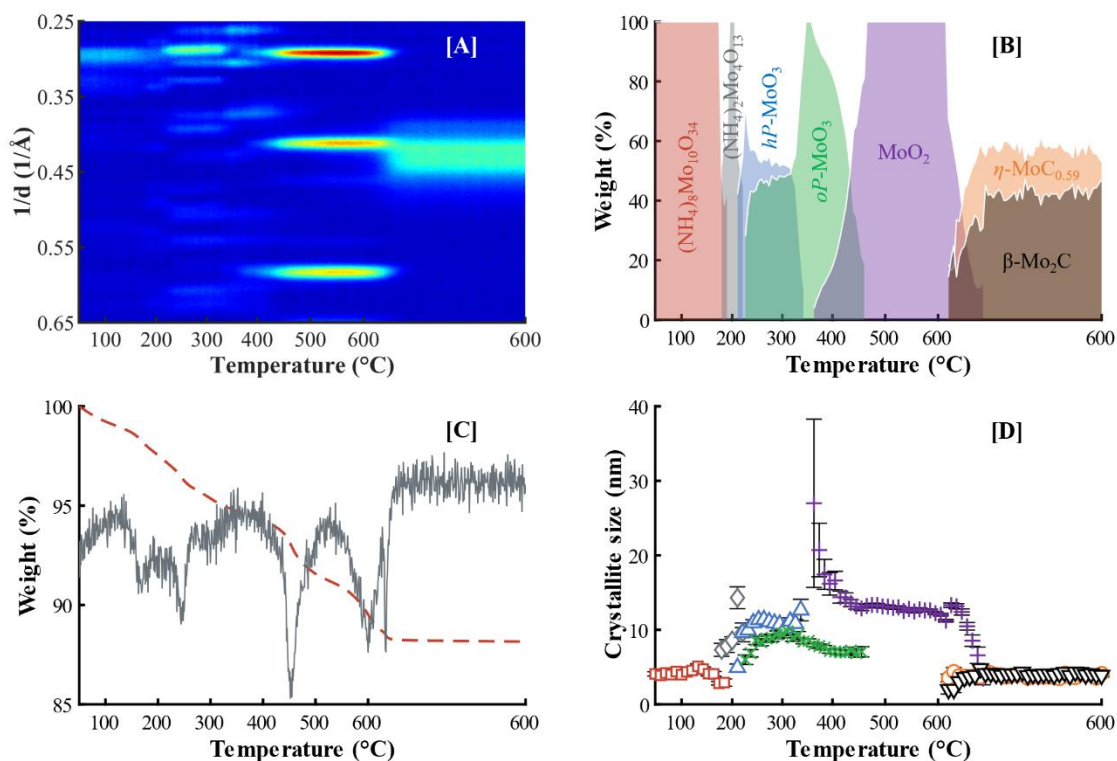 [A]
0.25
0.35
0.45
0.55
0.65
1/d (1/Å)
100 200 300 400 500 600 600
Temperature (°C)
[B]
100
80
60
40
20
0
Weight (%)
(NH₄)₈Mo₁₀O₃₄
(NH₄)₂Mo₄O₁₃
hP-MoO₃
oP-MoO₃
MoO₂
η-MoC₀.₅₉
β-Mo₂C
100 200 300 400 600 600
Temperature (°C)
[C]
100
95
90
85
Weight (%)
100 200 300 400 500 600 600
Temperature (°C)
[D]
40
30
20
10
0
Crystallite size (nm)
100 200 300 400 500 600 600
Temperature (°C)